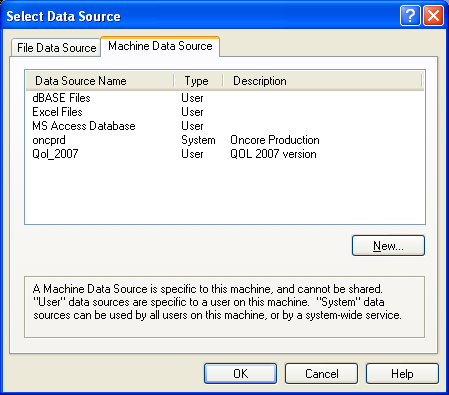 Select Data Source
File Data Source Machine Data Source
Data Source Name Type Description
dBASE Files User
Excel Files User
MS Access Database User
oncprd System Oncore Production
Qol_2007 User QOL 2007 version
New...
A Machine Data Source is specific to this machine, and cannot be shared.
"User" data sources are specific to a user on this machine. "System" data
sources can be used by all users on this machine, or by a system-wide service.
OK Cancel Help